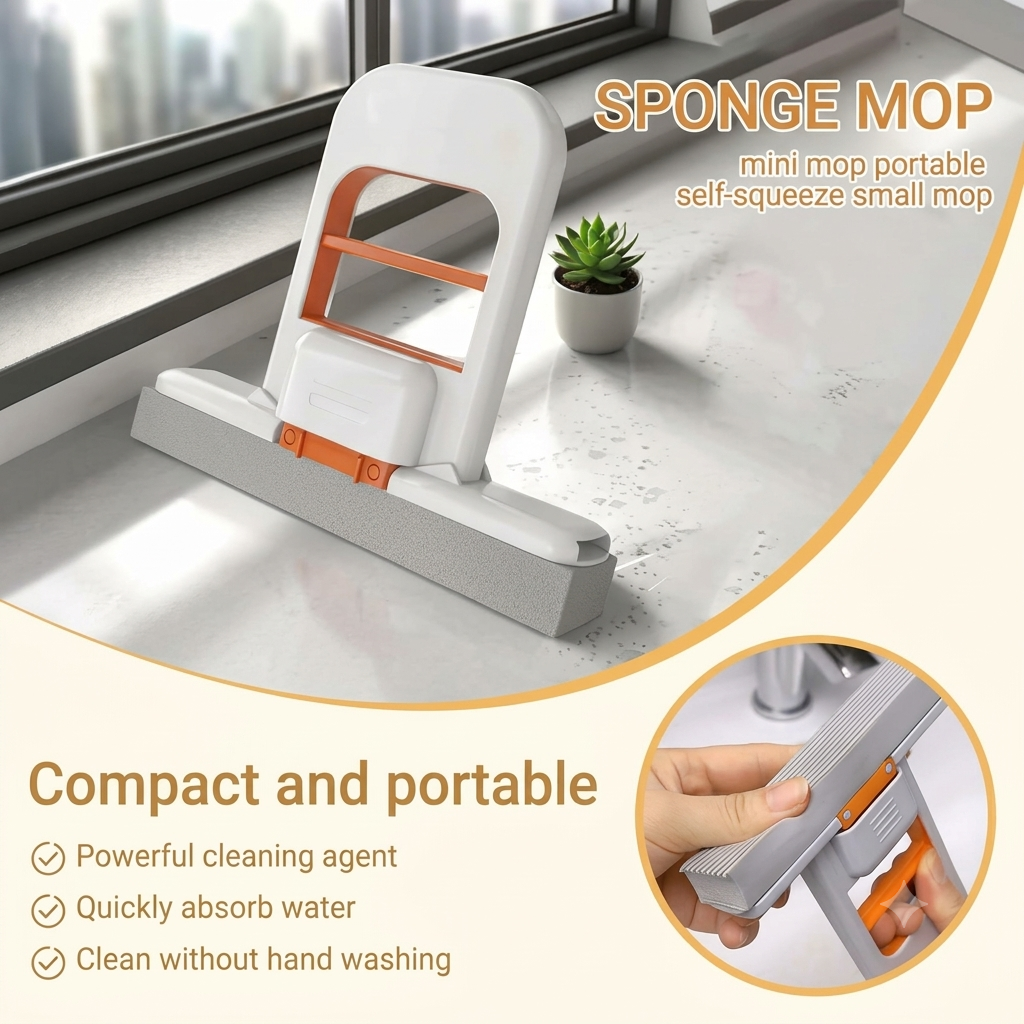 SPONGE MOP
mini mop portable
self-squeeze small mop
Compact and portable
Powerful cleaning agent
Quickly absorb water
Clean without hand washing